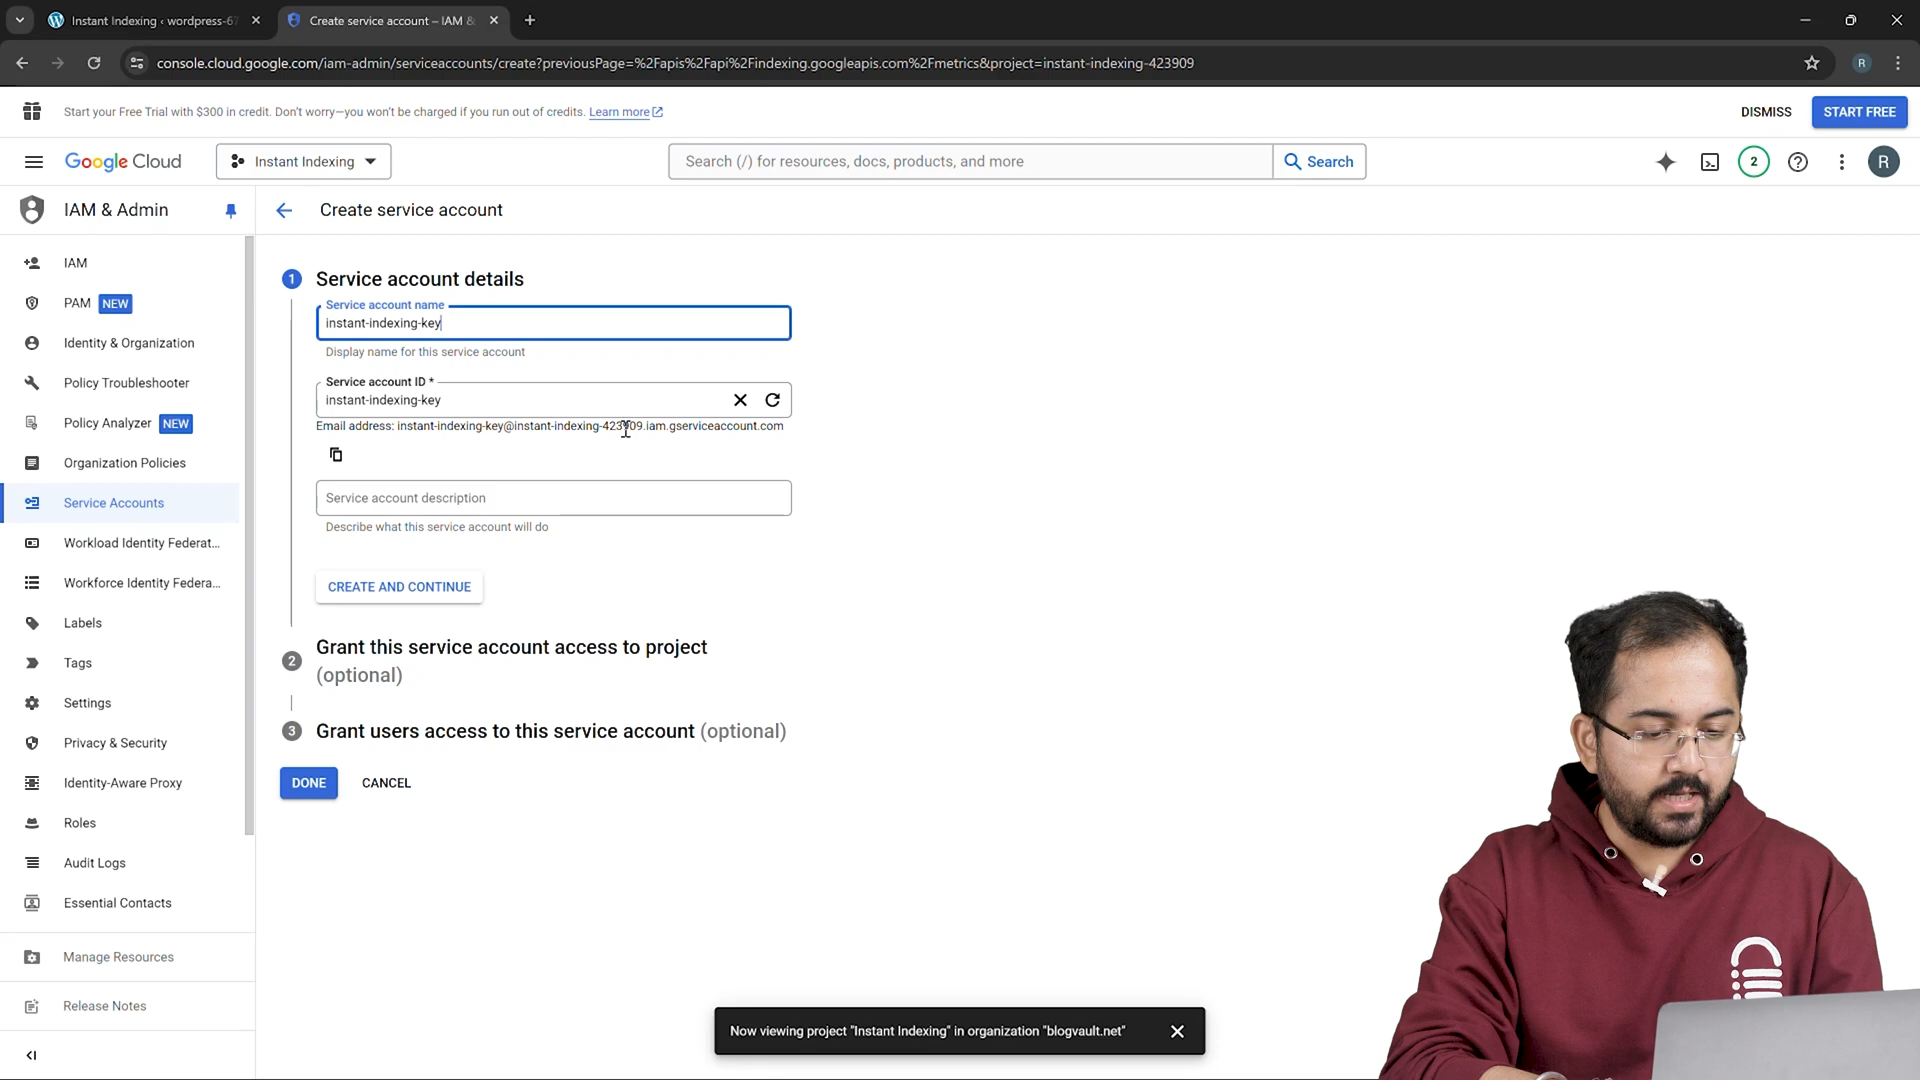 Instant Indexing ‹ wordpress-67
Create service account – IAM &
console.cloud.google.com/iam-admin/serviceaccounts/create?previousPage=%2Fapis%2Fapi%2Findexing.googleapis.com%2Fmetrics&project=instant-indexing-423909
R
Start your Free Trial with $300 in credit. Don't worry—you won't be charged if you run out of credits. Learn more
DISMISS
START FREE
Google Cloud
Instant Indexing
Search (/) for resources, docs, products, and more
Search
2
R
IAM & Admin
Create service account
IAM
PAM NEW
Identity & Organization
Policy Troubleshooter
Policy Analyzer NEW
Organization Policies
Service Accounts
Workload Identity Federat...
Workforce Identity Federa...
Labels
Tags
Settings
Privacy & Security
Identity-Aware Proxy
Roles
Audit Logs
Essential Contacts
Manage Resources
Release Notes
1 Service account details
Service account name
instant-indexing-key
Display name for this service account
Service account ID *
instant-indexing-key
Email address: instant-indexing-key@instant-indexing-423909.iam.gserviceaccount.com
Service account description
Describe what this service account will do
CREATE AND CONTINUE
2 Grant this service account access to project
(optional)
3 Grant users access to this service account (optional)
DONE
CANCEL
Now viewing project "Instant Indexing" in organization "blogvault.net"